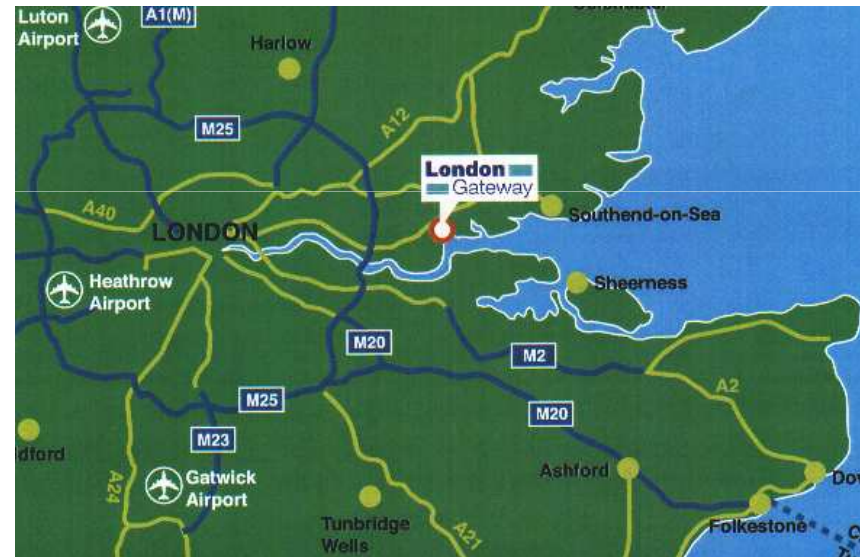 Luton
Airport
A1(M)
Harlow
M25
A12
London
Gateway
A40
LONDON
Southend-on-Sea
Heathrow
Airport
Sheerness
M20
M2
M25
A2
M20
M23
dford
Gatwick
Airport
A24
Ashford
Dov
Tunbridge
Wells
A21
Folkestone